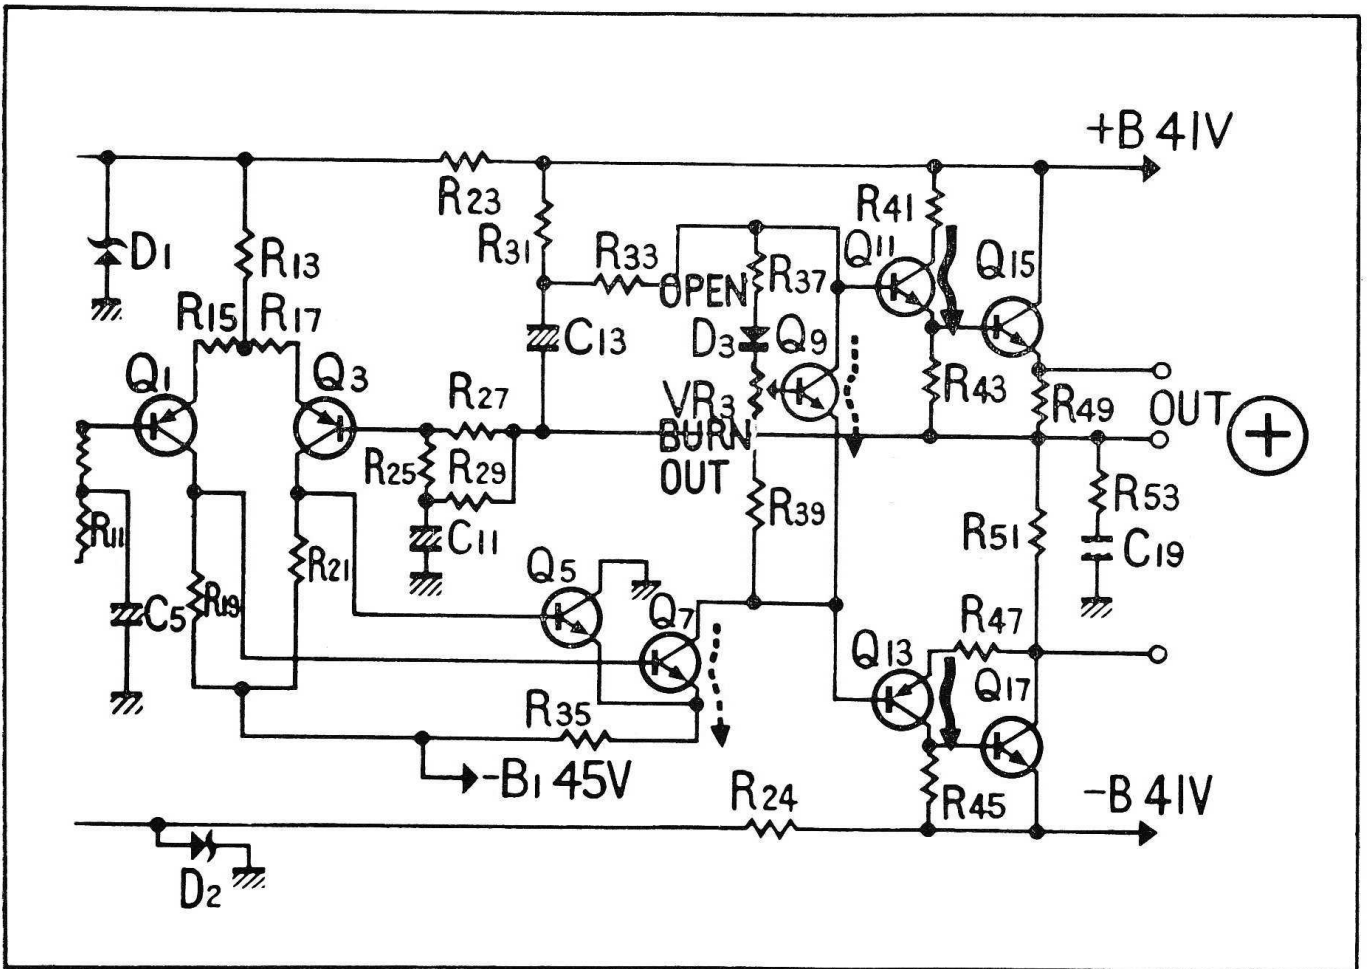 +B 41V
R23
R41
R31
D1
R13
R33
Q11
Q15
OPEN
R37
R15
R17
C13
D3
Q9
Q1
Q3
R27
VR3
R43
R49
OUT
+
BURN
OUT
R25
R29
R53
R11
C11
R39
R51
C19
R21
Q5
C5
R19
Q7
R47
Q13
Q17
R35
-B1 45V
R24
R45
-B 41V
D2